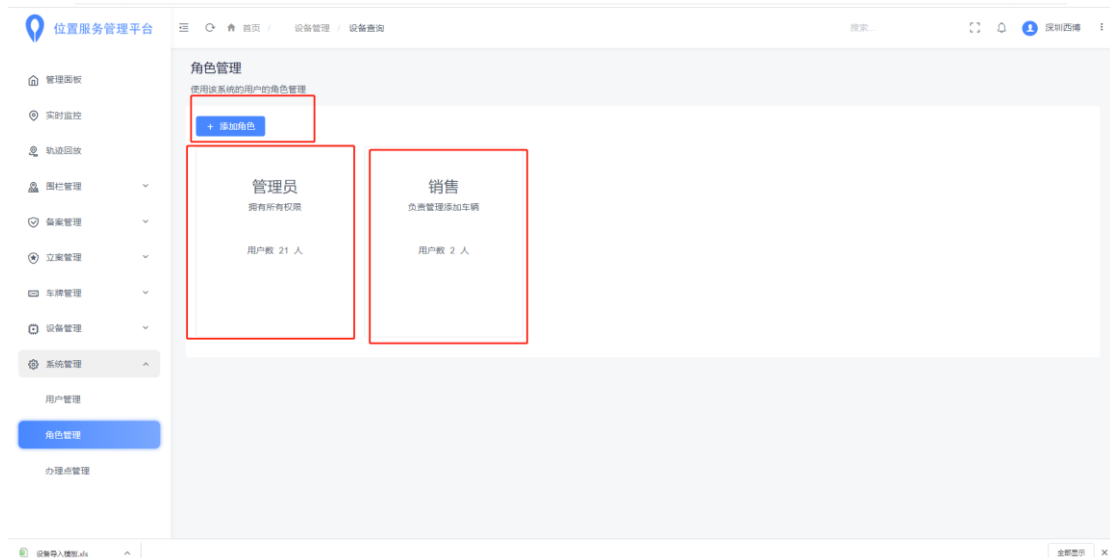 位置服务管理平台
首页 / 设备管理 / 设备查询
搜索...
深圳西博
管理面板
实时监控
轨迹回放
围栏管理
备案管理
立案管理
车牌管理
设备管理
系统管理
用户管理
角色管理
办理点管理
角色管理
使用该系统的用户的角色管理
+ 添加角色
管理员
拥有所有权限
用户数 21 人
销售
负责管理添加车辆
用户数 2 人
设备导入模板.xls
全部显示